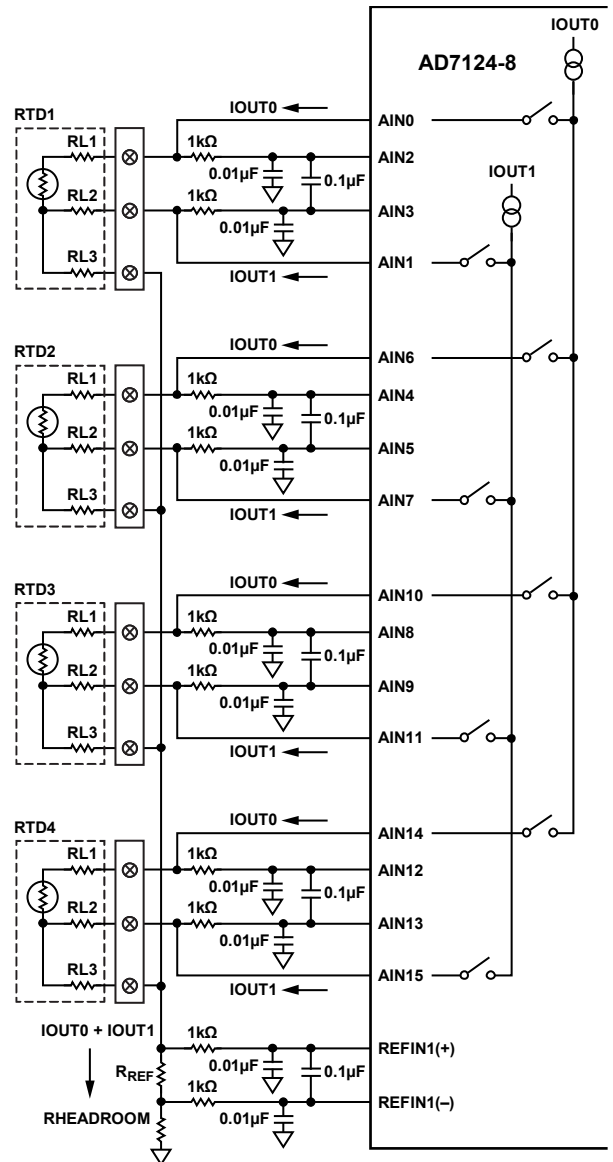 IOUT0
AD7124-8
RTD1
IOUT0
AIN0
RL1
1kΩ
AIN2
0.01µF
0.1µF
IOUT1
RL2
1kΩ
AIN3
0.01µF
RL3
IOUT1
AIN1
RTD2
IOUT0
AIN6
RL1
1kΩ
AIN4
0.01µF
0.1µF
RL2
1kΩ
AIN5
0.01µF
RL3
IOUT1
AIN7
RTD3
IOUT0
AIN10
RL1
1kΩ
AIN8
0.01µF
0.1µF
RL2
1kΩ
AIN9
0.01µF
RL3
IOUT1
AIN11
RTD4
IOUT0
AIN14
RL1
1kΩ
AIN12
0.01µF
0.1µF
RL2
1kΩ
AIN13
0.01µF
RL3
IOUT1
AIN15
IOUT0 + IOUT1
1kΩ
REFIN1(+)
0.01µF
0.1µF
RREF
1kΩ
REFIN1(–)
0.01µF
RHEADROOM